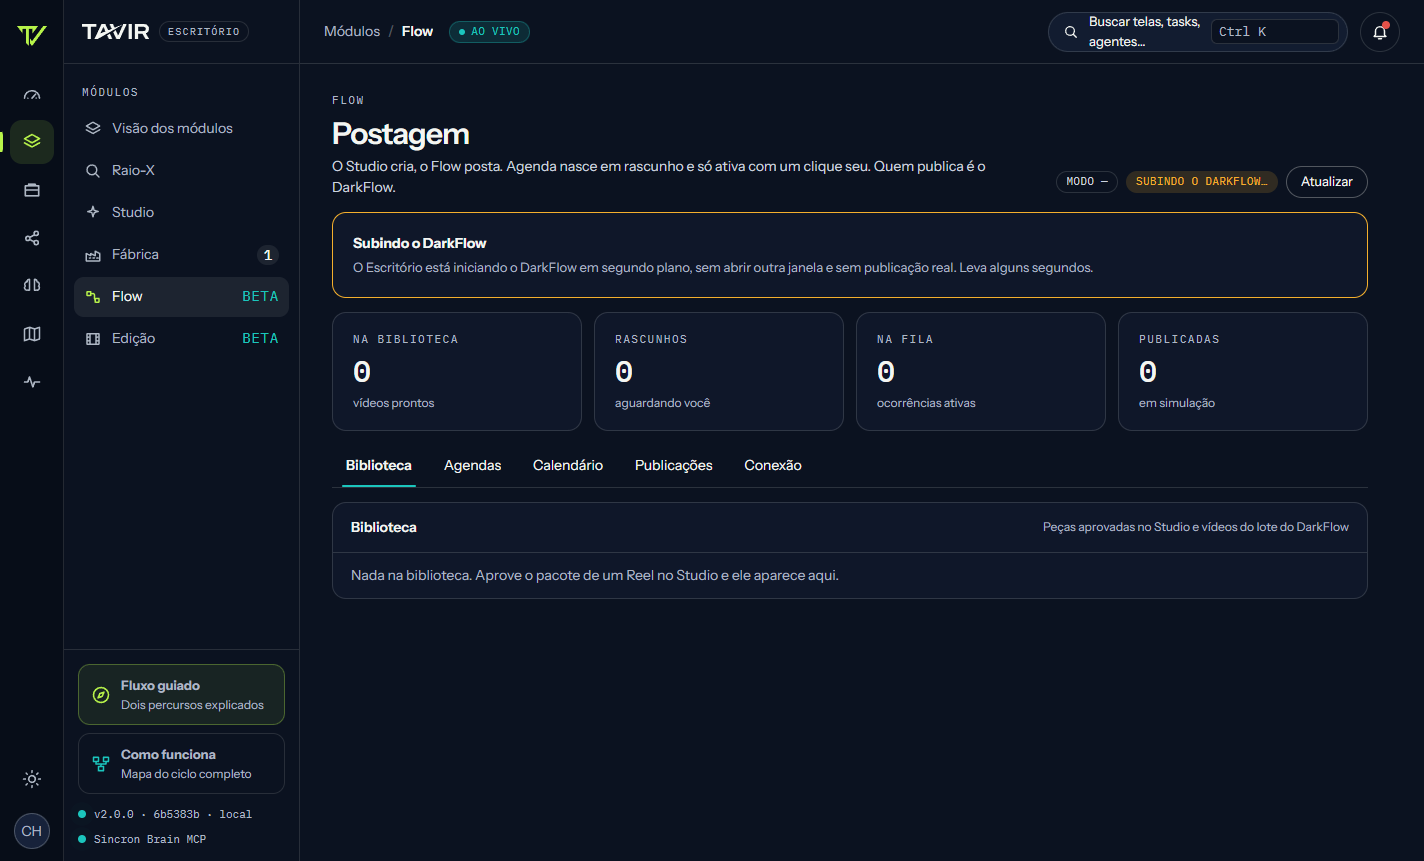 TAVIR
ESCRITÓRIO
Módulos / Flow
AO VIVO
Buscar telas, tasks,
agentes…
Ctrl K
MÓDULOS
Visão dos módulos
Raio-X
Studio
Fábrica
1
Flow
BETA
Edição
BETA
Fluxo guiado
Dois percursos explicados
Como funciona
Mapa do ciclo completo
v2.0.0 · 6b5383b · local
Sincron Brain MCP
CH
FLOW
Postagem
O Studio cria, o Flow posta. Agenda nasce em rascunho e só ativa com um clique seu. Quem publica é o
DarkFlow.
MODO —
SUBINDO O DARKFLOW…
Atualizar
Subindo o DarkFlow
O Escritório está iniciando o DarkFlow em segundo plano, sem abrir outra janela e sem publicação real. Leva alguns segundos.
NA BIBLIOTECA
0
vídeos prontos
RASCUNHOS
0
aguardando você
NA FILA
0
ocorrências ativas
PUBLICADAS
0
em simulação
Biblioteca
Agendas
Calendário
Publicações
Conexão
Biblioteca
Peças aprovadas no Studio e vídeos do lote do DarkFlow
Nada na biblioteca. Aprove o pacote de um Reel no Studio e ele aparece aqui.